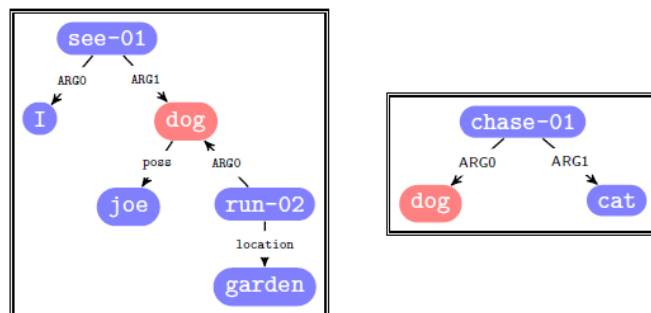 see-01
ARG0 ARG1
I
dog
poss ARG0
joe run-02
location
garden
chase-01
ARG0 ARG1
dog cat